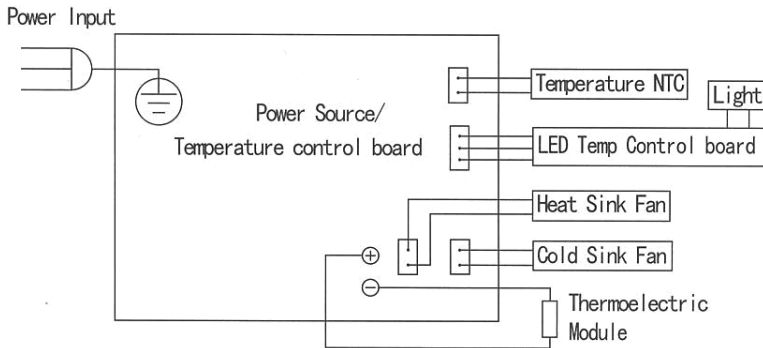 Power Input
Temperature NTC
Light
Power Source/
Temperature control board
LED Temp Control board
Heat Sink Fan
Cold Sink Fan
+
−
Thermoelectric
Module